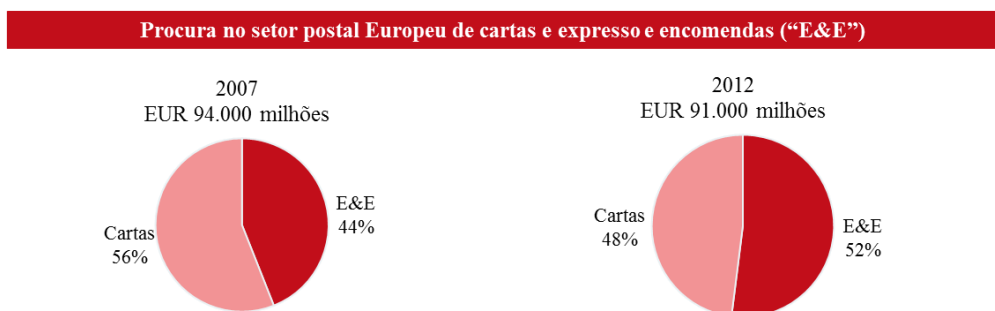 Procura no setor postal Europeu de cartas e expresso e encomendas (“E&E”)
2007
EUR 94.000 milhões
E&E
44%
Cartas
56%
2012
EUR 91.000 milhões
Cartas
48%
E&E
52%